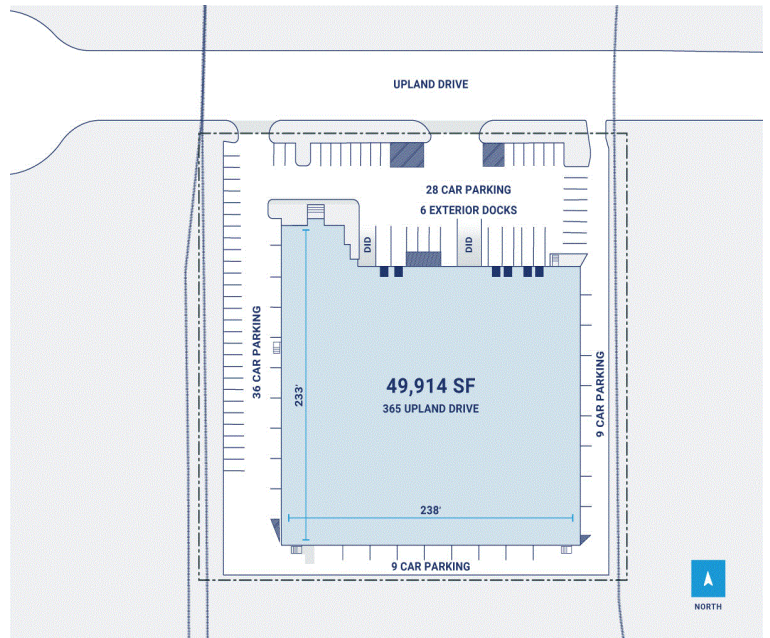 UPLAND DRIVE
28 CAR PARKING
6 EXTERIOR DOCKS
DID
DID
36 CAR PARKING
233'
49,914 SF
365 UPLAND DRIVE
9 CAR PARKING
238'
9 CAR PARKING
NORTH